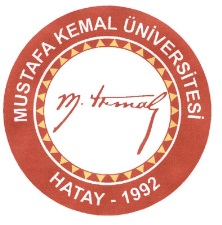 MUSTAFA KEMAL ÜNİVERSİTESİ
M. Kemal
HATAY - 1992